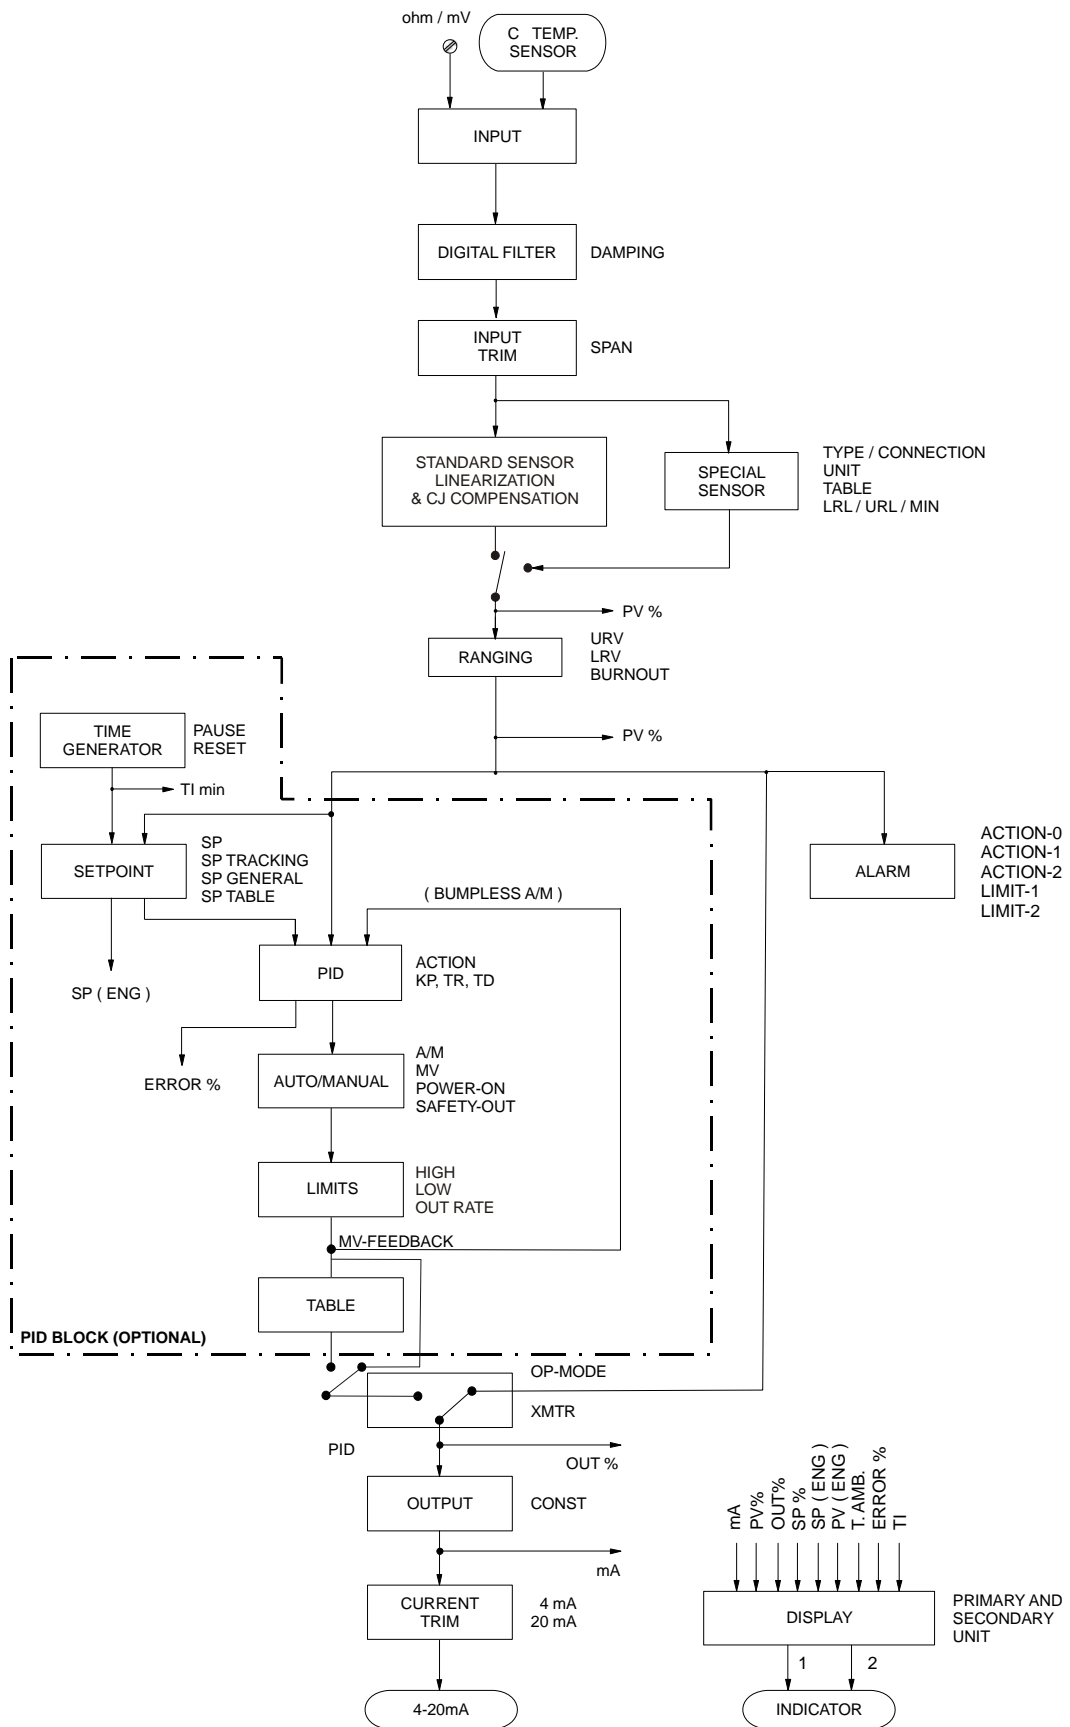 ohm / mV
C TEMP.
SENSOR
INPUT
DIGITAL FILTER
DAMPING
INPUT
TRIM
SPAN
STANDARD SENSOR
LINEARIZATION
& CJ COMPENSATION
SPECIAL
SENSOR
TYPE / CONNECTION
UNIT
TABLE
LRL / URL / MIN
PV %
RANGING
URV
LRV
BURNOUT
PV %
TIME
GENERATOR
PAUSE
RESET
TI min
SETPOINT
SP
SP TRACKING
SP GENERAL
SP TABLE
ALARM
ACTION-0
ACTION-1
ACTION-2
LIMIT-1
LIMIT-2
( BUMPLESS A/M )
PID
ACTION
KP, TR, TD
SP ( ENG )
ERROR %
AUTO/MANUAL
A/M
MV
POWER-ON
SAFETY-OUT
LIMITS
HIGH
LOW
OUT RATE
MV-FEEDBACK
TABLE
PID BLOCK (OPTIONAL)
OP-MODE
XMTR
PID
OUT %
OUTPUT
CONST
mA
CURRENT
TRIM
4 mA
20 mA
4-20mA
mA
PV%
OUT%
SP %
SP ( ENG )
PV ( ENG )
T. AMB.
ERROR %
TI
DISPLAY
PRIMARY AND
SECONDARY
UNIT
1
2
INDICATOR